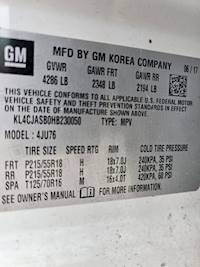 GM
MFD BY GM KOREA COMPANY
06/17
GVWR GAWR FRT GAWR RR
4286 LB 2348 LB 2194 LB
THIS VEHICLE CONFORMS TO ALL APPLICABLE U.S. FEDERAL MOTOR
VEHICLE SAFETY AND THEFT PREVENTION STANDARDS IN EFFECT
ON THE DATE OF MANUFACTURE SHOWN ABOVE.
KL4CJASB0HB230050 TYPE: MPV
MODEL: 4JU76
TIRE SIZE SPEED RTG RIM COLD TIRE PRESSURE
FRT P215/55R18 H 18x7.0J 240KPA, 35 PSI
RR P215/55R18 H 18x7.0J 240KPA, 35 PSI
SPA T125/70R16 M 16x4.0T 420KPA, 60 PSI
SEE OWNER'S MANUAL FOR MORE INFORMATION.